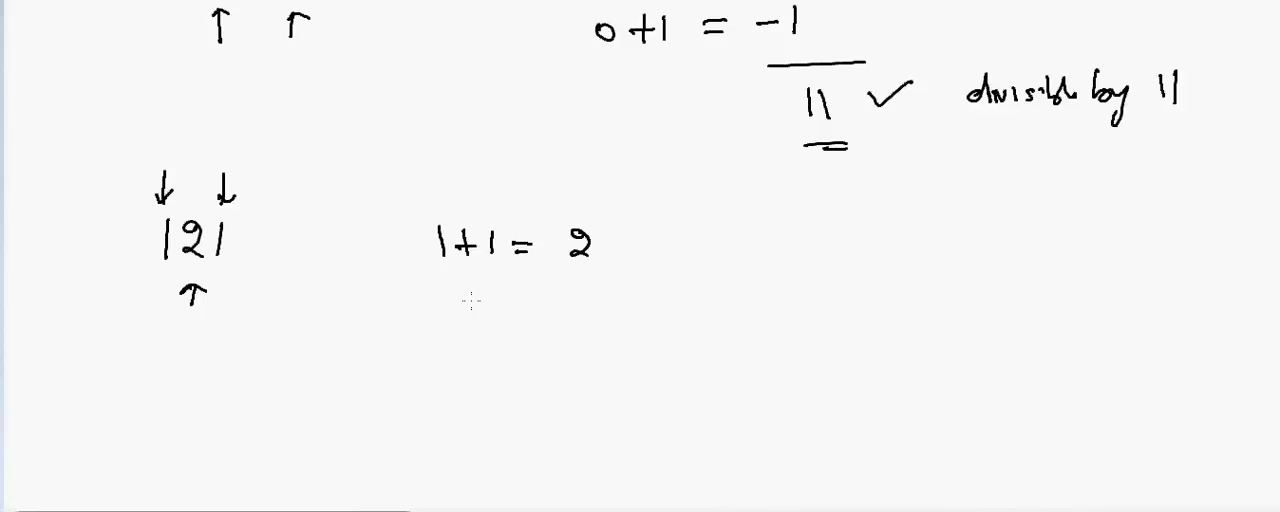 ↑ ↑ 0+1 = -1
11 ✓ divisible by 11
↓ ↓
121 1+1 = 2
↑